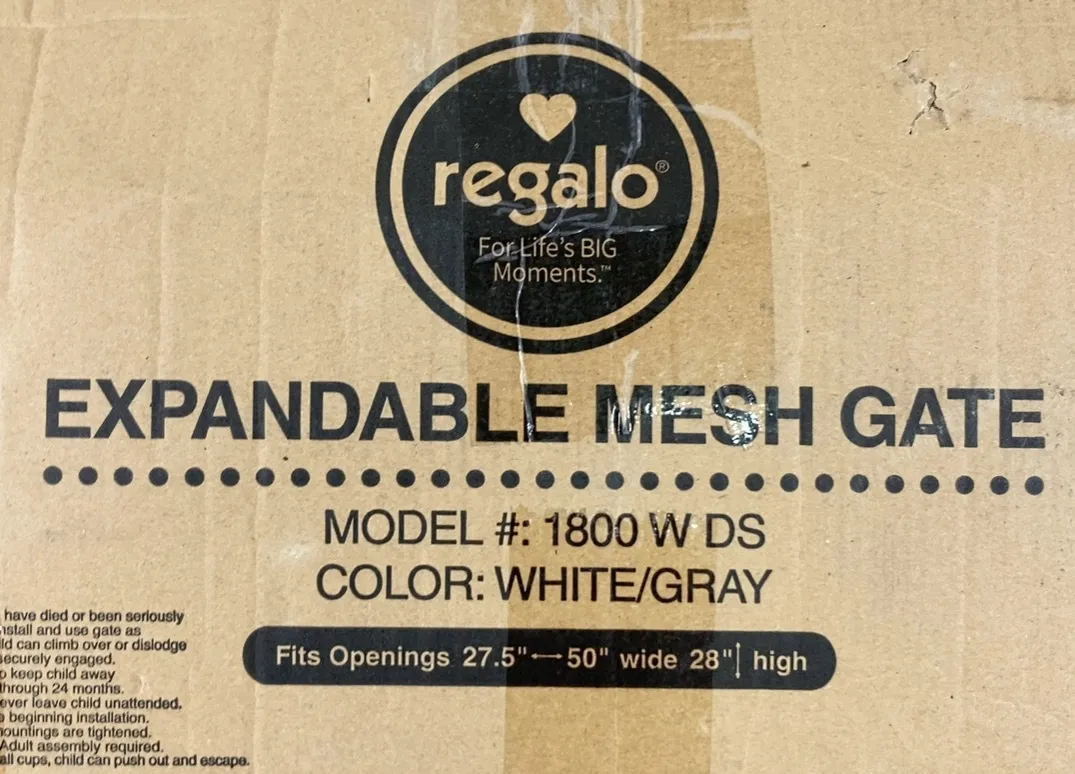 regalo®
For Life's BIG
Moments.™
EXPANDABLE MESH GATE
MODEL #: 1800 W DS
COLOR: WHITE/GRAY
Fits Openings 27.5"↔50" wide 28"↕ high
have died or been seriously
install and use gate as
ld can climb over or dislodge
securely engaged.
o keep child away
through 24 months.
ever leave child unattended.
beginning installation.
ountings are tightened.
Adult assembly required.
all cups, child can push out and escape.